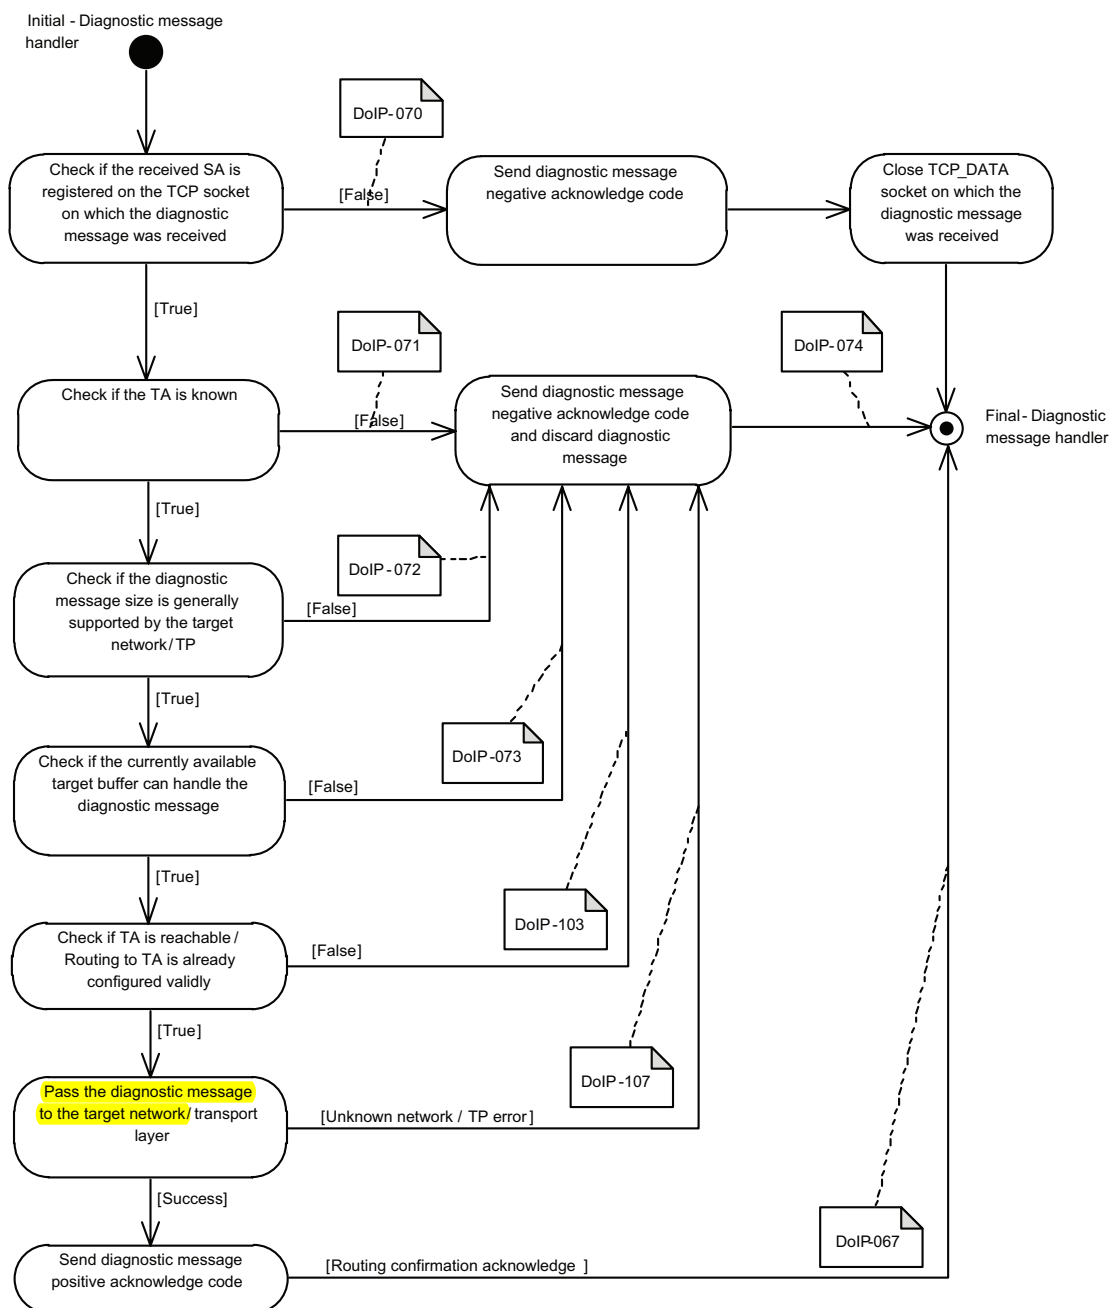 Initial - Diagnostic message
handler
DoIP-070
Check if the received SA is
registered on the TCP socket
on which the diagnostic
message was received
[False]
Send diagnostic message
negative acknowledge code
Close TCP_DATA
socket on which the
diagnostic message
was received
[True]
DoIP-071
DoIP-074
Check if the TA is known
[False]
Send diagnostic message
negative acknowledge code
and discard diagnostic
message
Final - Diagnostic
message handler
[True]
DoIP-072
Check if the diagnostic
message size is generally
supported by the target
network/TP
[False]
[True]
DoIP-073
Check if the currently available
target buffer can handle the
diagnostic message
[False]
[True]
DoIP-103
Check if TA is reachable/
Routing to TA is already
configured validly
[False]
[True]
DoIP-107
Pass the diagnostic message
to the target network/ transport
layer
[Unknown network / TP error]
[Success]
DoIP-067
Send diagnostic message
positive acknowledge code
[Routing confirmation acknowledge ]